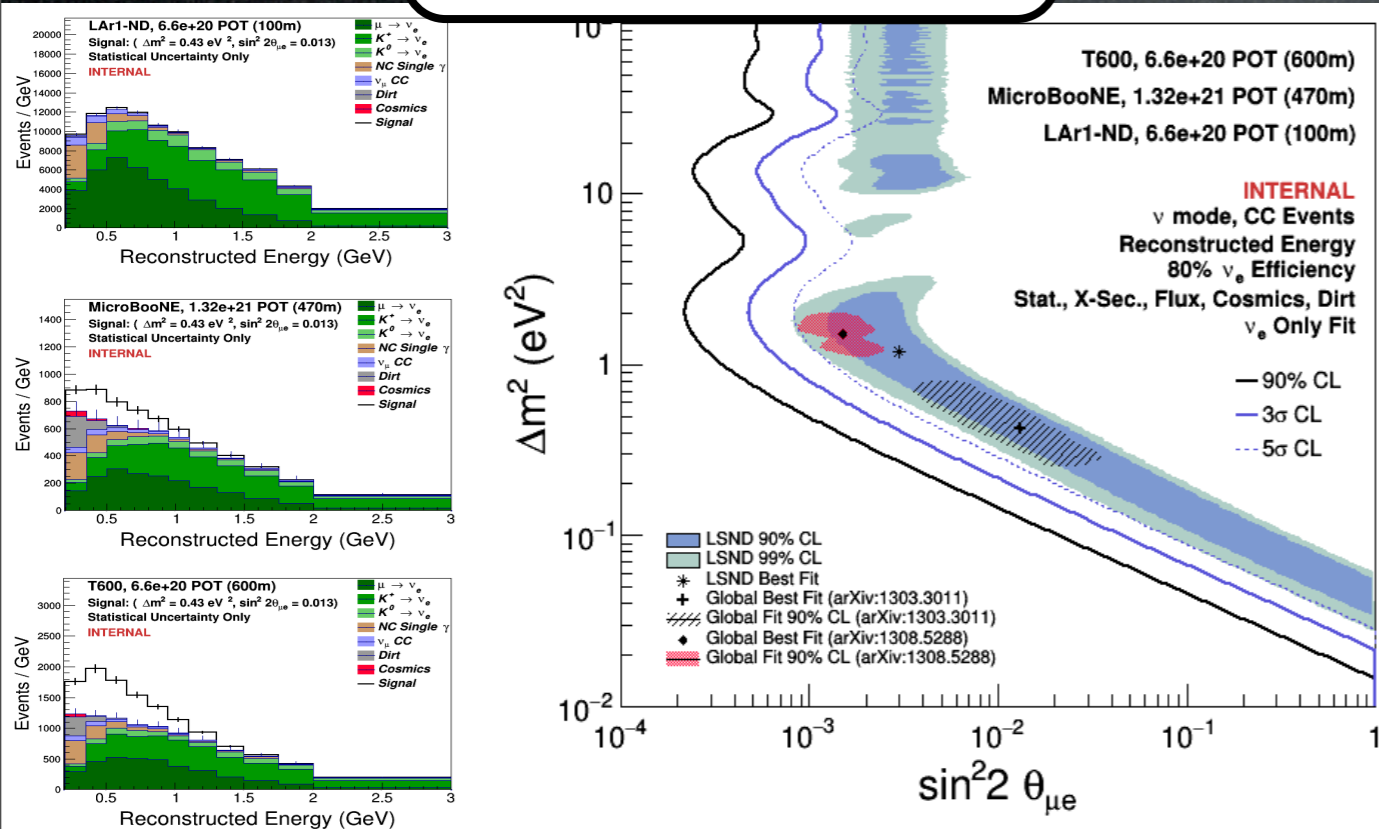 LAr1-ND, 6.6e+20 POT (100m)
Signal: ( Δm² = 0.43 eV ², sin² 2θμe = 0.013)
Statistical Uncertainty Only
INTERNAL
μ → νe
K⁺ → νe
K⁰ → νe
NC Single γ
νμ CC
Dirt
Cosmics
Signal
Events / GeV
20000
18000
16000
14000
12000
10000
8000
6000
4000
2000
0
0.5 1 1.5 2 2.5 3
Reconstructed Energy (GeV)
MicroBooNE, 1.32e+21 POT (470m)
Signal: ( Δm² = 0.43 eV ², sin² 2θμe = 0.013)
Statistical Uncertainty Only
INTERNAL
μ → νe
K⁺ → νe
K⁰ → νe
NC Single γ
νμ CC
Dirt
Cosmics
Signal
Events / GeV
1400
1200
1000
800
600
400
200
0
0.5 1 1.5 2 2.5 3
Reconstructed Energy (GeV)
T600, 6.6e+20 POT (600m)
Signal: ( Δm² = 0.43 eV ², sin² 2θμe = 0.013)
Statistical Uncertainty Only
INTERNAL
μ → νe
K⁺ → νe
K⁰ → νe
NC Single γ
νμ CC
Dirt
Cosmics
Signal
Events / GeV
3000
2500
2000
1500
1000
500
0
0.5 1 1.5 2 2.5 3
Reconstructed Energy (GeV)
T600, 6.6e+20 POT (600m)
MicroBooNE, 1.32e+21 POT (470m)
LAr1-ND, 6.6e+20 POT (100m)
INTERNAL
ν mode, CC Events
Reconstructed Energy
80% νe Efficiency
Stat., X-Sec., Flux, Cosmics, Dirt
νe Only Fit
90% CL
3σ CL
5σ CL
LSND 90% CL
LSND 99% CL
LSND Best Fit
Global Best Fit (arXiv:1303.3011)
Global Fit 90% CL (arXiv:1303.3011)
Global Best Fit (arXiv:1308.5288)
Global Fit 90% CL (arXiv:1308.5288)
Δm² (eV²)
10
1
10⁻¹
10⁻²
10⁻⁴ 10⁻³ 10⁻² 10⁻¹ 1
sin²2 θμe